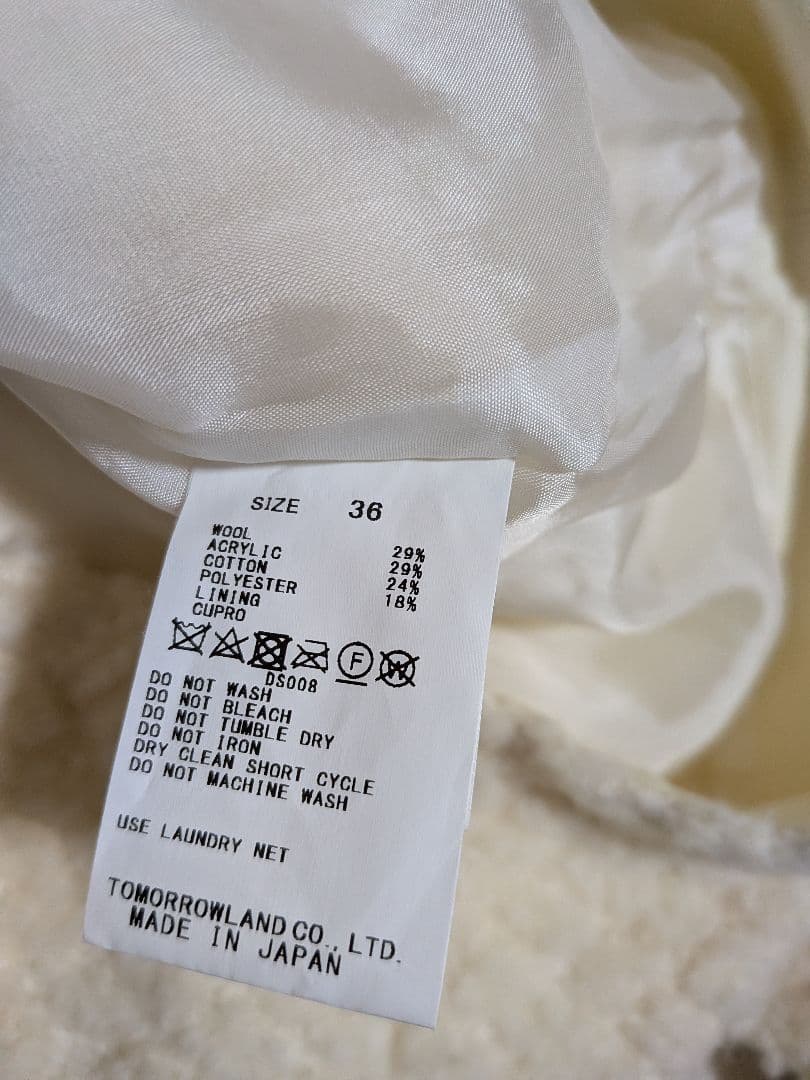 SIZE 36
WOOL 29%
ACRYLIC 29%
COTTON 24%
POLYESTER 18%
LINING
CUPRO
F W
DS008
DO NOT WASH
DO NOT BLEACH
DO NOT TUMBLE DRY
DO NOT IRON
DRY CLEAN SHORT CYCLE
DO NOT MACHINE WASH
USE LAUNDRY NET
TOMORROWLAND CO., LTD.
MADE IN JAPAN